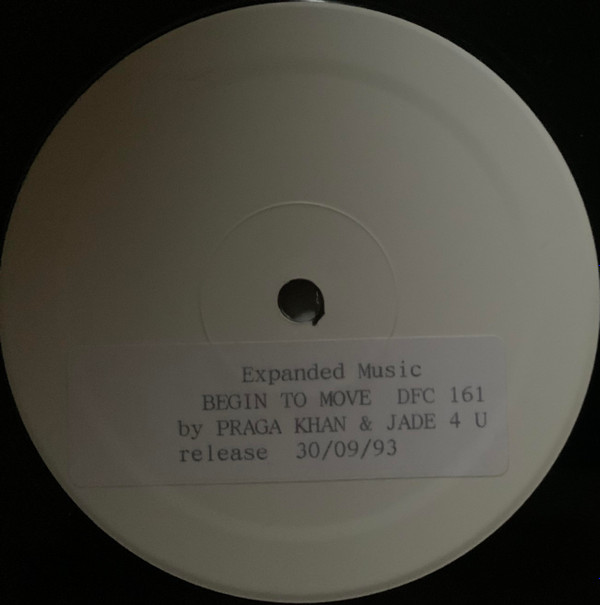 Expanded Music
BEGIN TO MOVE DFC 161
by PRAGA KHAN & JADE 4 U
release 30/09/93